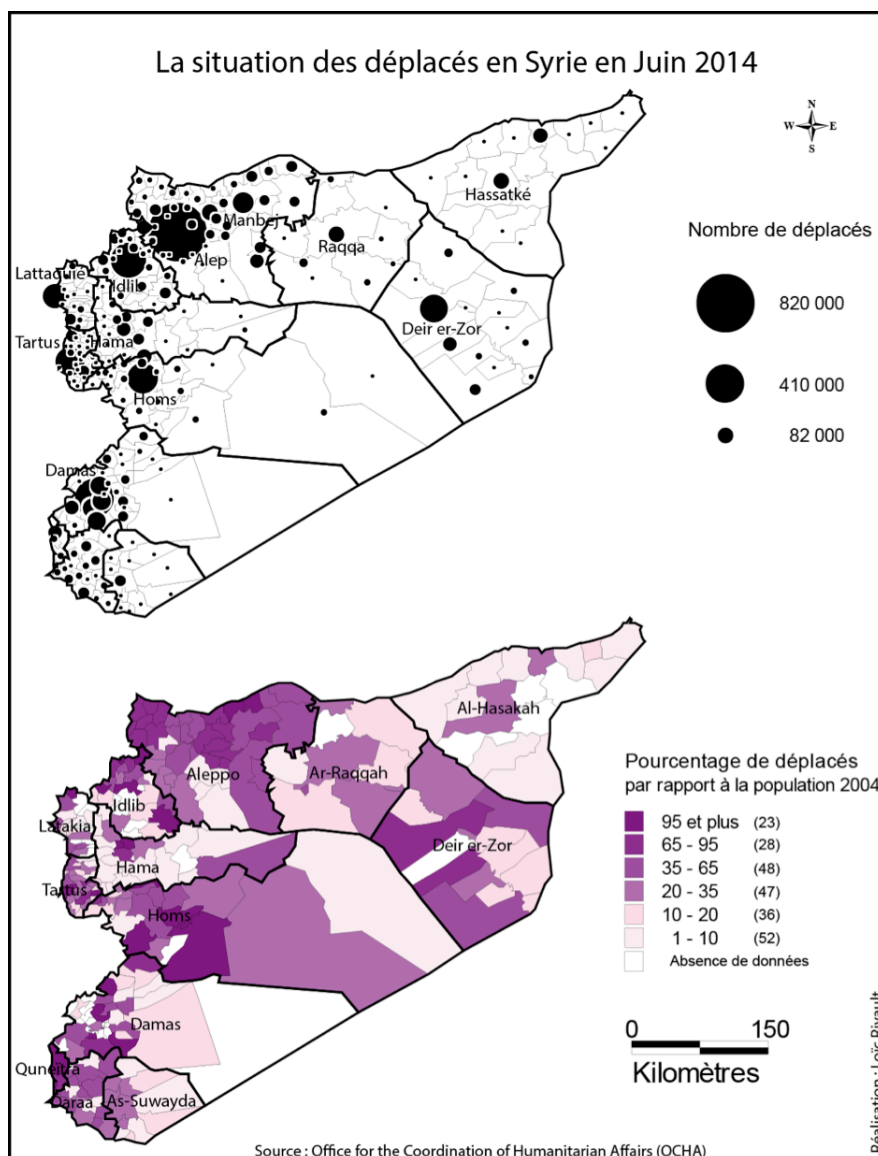 La situation des déplacés en Syrie en Juin 2014
N
W E
S
Hassatké
Manbej
Raqqa
Alep
Lattaquié
Idlib
Deir er-Zor
Tartus
Hama
Homs
Damas
Nombre de déplacés
820 000
410 000
82 000
Al-Hasakah
Aleppo
Ar-Raqqah
Idlib
Latakia
Deir er-Zor
Hama
Tartus
Homs
Damas
Quneitra
Daraa
As-Suwayda
Pourcentage de déplacés
par rapport à la population 2004
95 et plus (23)
65 - 95 (28)
35 - 65 (48)
20 - 35 (47)
10 - 20 (36)
1 - 10 (52)
Absence de données
0 150
Kilomètres
Réalisation : Loïc Rivault
Source : Office for the Coordination of Humanitarian Affairs (OCHA)